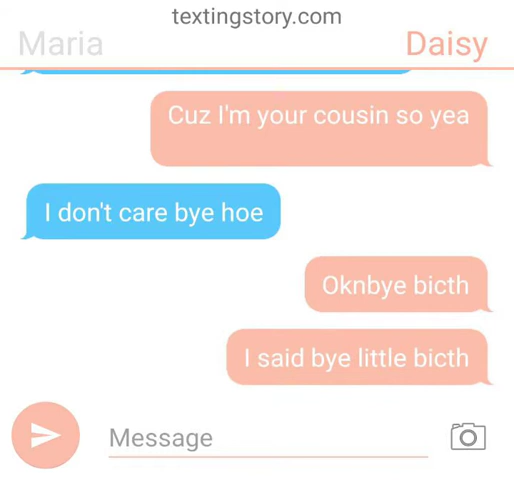 textingstory.com
Maria
Daisy
Cuz I'm your cousin so yea
I don't care bye hoe
Oknbye bicth
I said bye little bicth
Message